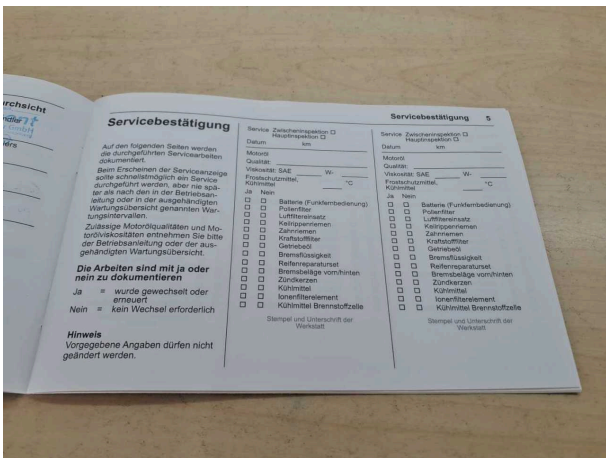 rchsicht
Servicebestätigung
Auf den folgenden Seiten werden
die durchgeführten Servicearbeiten
dokumentiert.
Beim Erscheinen der Serviceanzeige
sollte schnellstmöglich ein Service
durchgeführt werden, aber nie spä-
ter als nach den in der Betriebsan-
leitung oder in der ausgehändigten
Wartungsübersicht genannten War-
tungsintervallen.
Zulässige Motorölqualitäten und Mo-
torölviskositäten entnehmen Sie bitte
der Betriebsanleitung oder der aus-
gehändigten Wartungsübersicht.
Die Arbeiten sind mit ja oder
nein zu dokumentieren
Ja = wurde gewechselt oder
erneuert
Nein = kein Wechsel erforderlich
Hinweis
Vorgegebene Angaben dürfen nicht
geändert werden.
Service Zwischeninspektion
Hauptinspektion
Datum km
Motoröl
Qualität:
Viskosität: SAE W-
Frostschutzmittel, °C
Kühlmittel
Ja Nein
Batterie (Funkfernbedienung)
Pollenfilter
Luftfiltereinsatz
Keilrippenriemen
Zahnriemen
Kraftstofffilter
Getriebeöl
Bremsflüssigkeit
Reifenreparaturset
Bremsbeläge vorn/hinten
Zündkerzen
Kühlmittel
Ionenfilterelement
Kühlmittel Brennstoffzelle
Stempel und Unterschrift der
Werkstatt
Servicebestätigung 5
Service Zwischeninspektion
Hauptinspektion
Datum km
Motoröl
Qualität:
Viskosität: SAE W-
Frostschutzmittel, °C
Kühlmittel
Ja Nein
Batterie (Funkfernbedienung)
Pollenfilter
Luftfiltereinsatz
Keilrippenriemen
Zahnriemen
Kraftstofffilter
Getriebeöl
Bremsflüssigkeit
Reifenreparaturset
Bremsbeläge vorn/hinten
Zündkerzen
Kühlmittel
Ionenfilterelement
Kühlmittel Brennstoffzelle
Stempel und Unterschrift der
Werkstatt